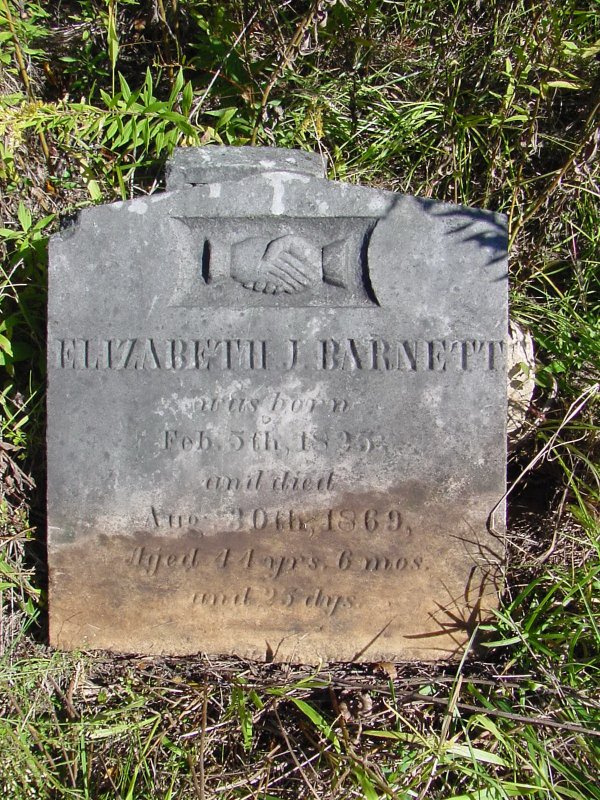 ELIZABETH J. BARNETT.
was born
Feb. 5th, 1825.
and died
Aug. 30th, 1869,
Aged 44 yrs. 6 mos.
and 25 dys.